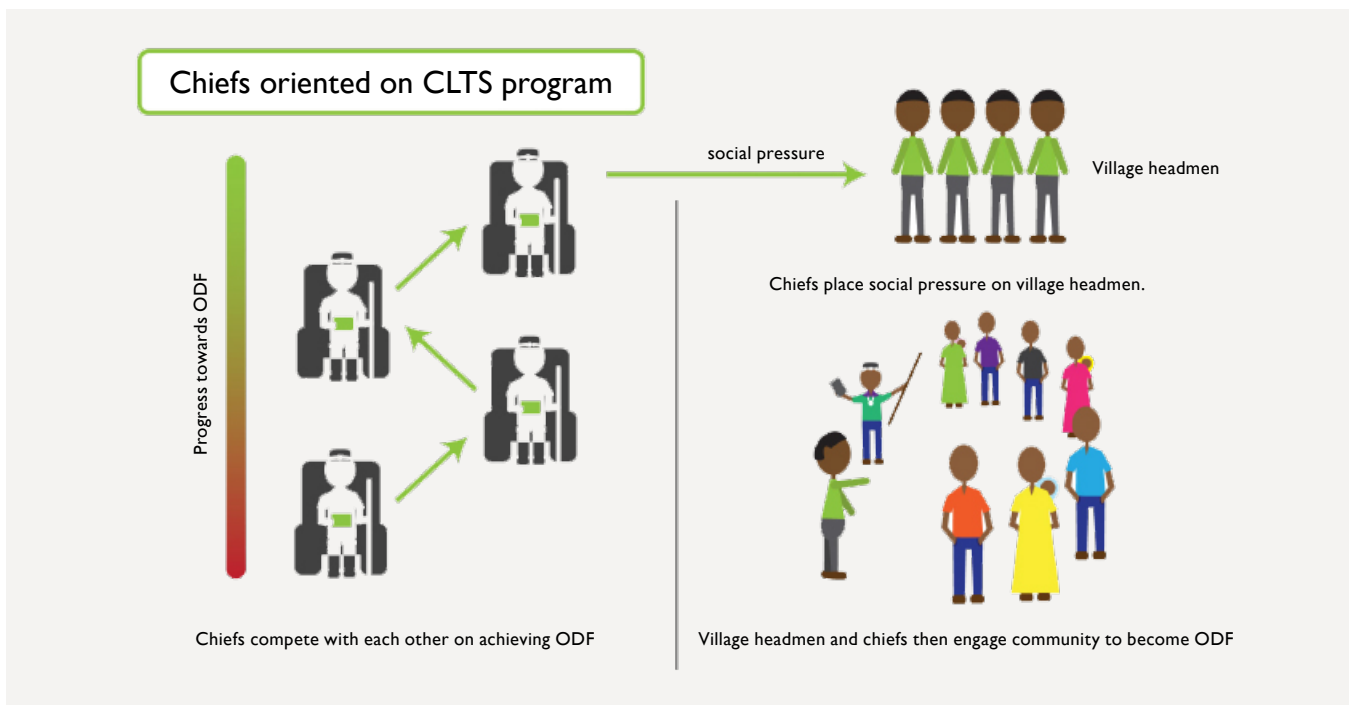 Chiefs oriented on CLTS program
Progress towards ODF
Chiefs compete with each other on achieving ODF
social pressure
Village headmen
Chiefs place social pressure on village headmen.
Village headmen and chiefs then engage community to become ODF